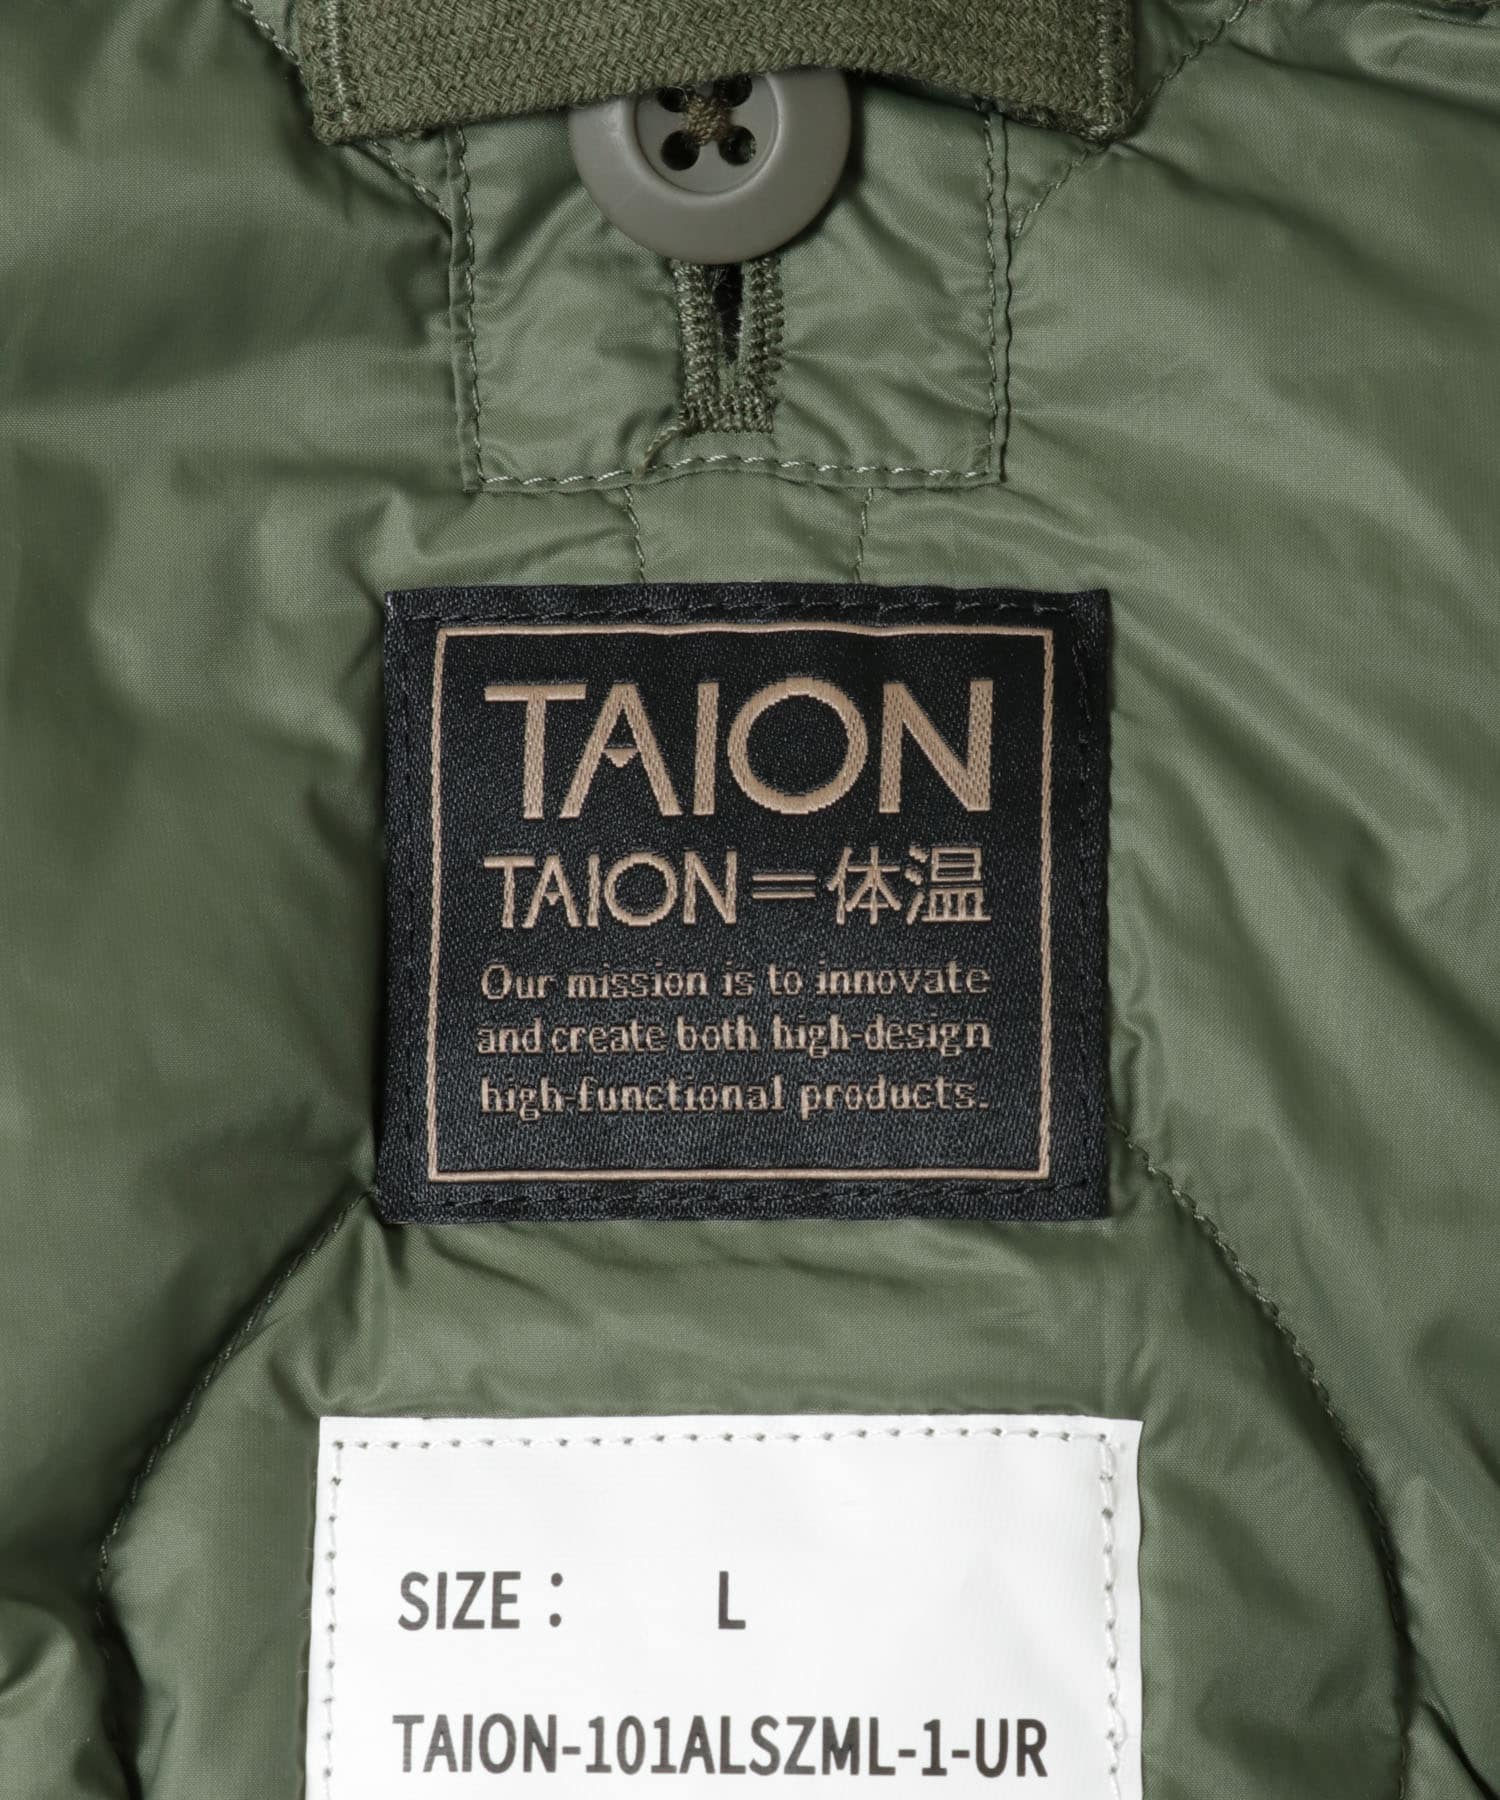 TAION
TAION=体温
Our mission is to innovate
and create both high-design
high-functional products.
SIZE : L
TAION-101ALSZML-1-UR